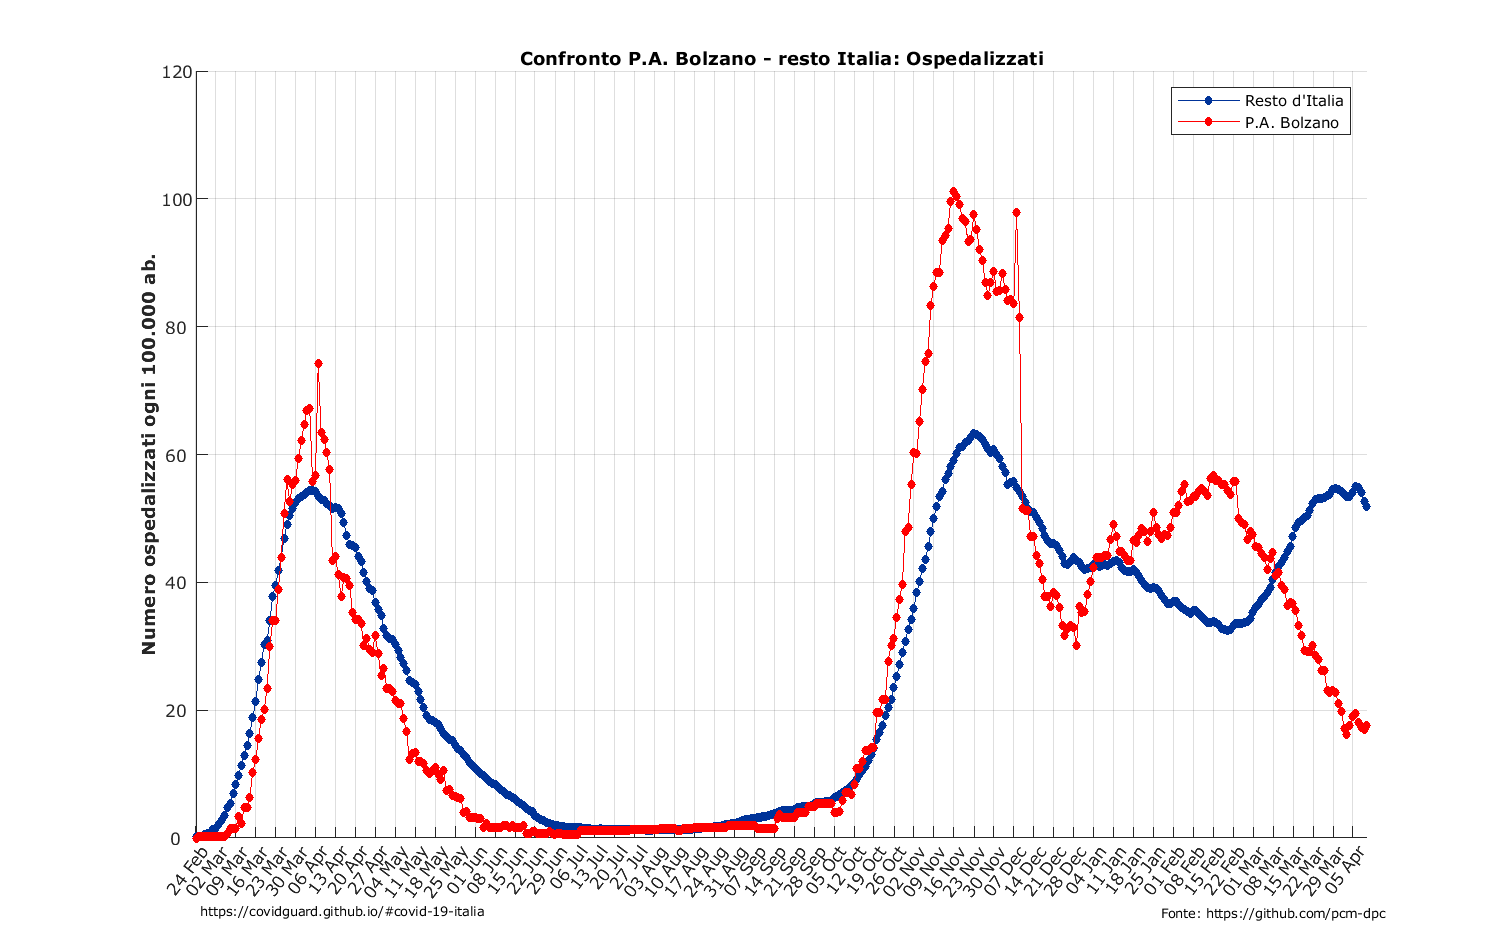 Confronto P.A. Bolzano - resto Italia: Ospedalizzati
Resto d'Italia
P.A. Bolzano
Numero ospedalizzati ogni 100.000 ab.
120
100
80
60
40
20
0
24 Feb
02 Mar
09 Mar
16 Mar
23 Mar
30 Mar
06 Apr
13 Apr
20 Apr
27 Apr
04 May
11 May
18 May
25 May
01 Jun
08 Jun
15 Jun
22 Jun
29 Jun
06 Jul
13 Jul
20 Jul
27 Jul
03 Aug
10 Aug
17 Aug
24 Aug
31 Aug
07 Sep
14 Sep
21 Sep
28 Sep
05 Oct
12 Oct
19 Oct
26 Oct
02 Nov
09 Nov
16 Nov
23 Nov
30 Nov
07 Dec
14 Dec
21 Dec
28 Dec
04 Jan
11 Jan
18 Jan
25 Jan
01 Feb
08 Feb
15 Feb
22 Feb
01 Mar
08 Mar
15 Mar
22 Mar
29 Mar
05 Apr
https://covidguard.github.io/#covid-19-italia
Fonte: https://github.com/pcm-dpc